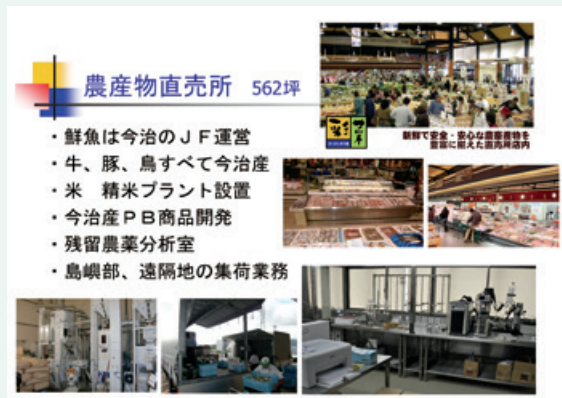 農産物直売所 562坪
・鮮魚は今治のＪＦ運営
・牛、豚、鳥すべて今治産
・米　精米プラント設置
・今治産ＰＢ商品開発
・残留農薬分析室
・島嶼部、遠隔地の集荷業務
新鮮で安全・安心な農畜産物を
豊富に揃えた直売所店内